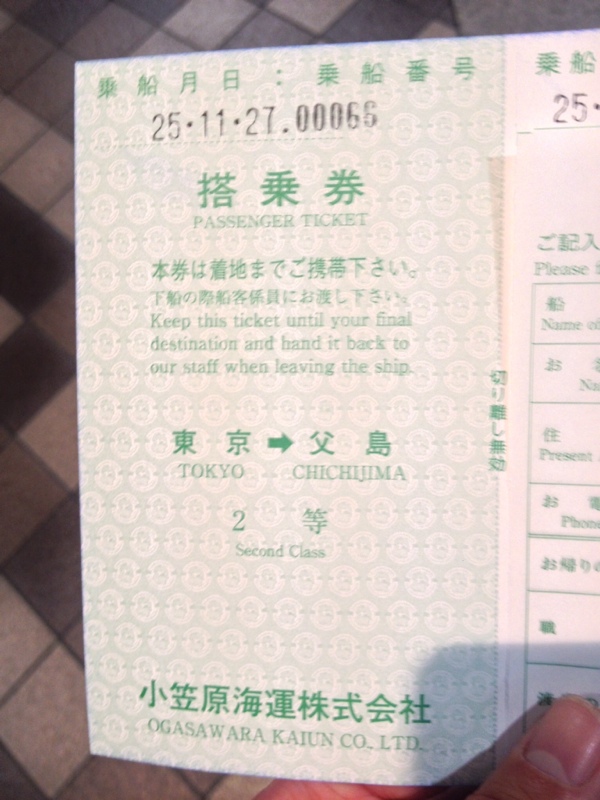 乗船月日：乗船番号
25·11·27.00066
搭乗券
PASSENGER TICKET
本券は着地までご携帯下さい。
下船の際船客係員にお渡し下さい。
Keep this ticket until your final
destination and hand it back to
our staff when leaving the ship.
東京➡父島
TOKYO CHICHIJIMA
2等
Second Class
小笠原海運株式会社
OGASAWARA KAIUN CO., LTD.
切り離し無効
乗船
25·
ご記入
Please
船
Name of
お
住
Present
お 電
Phone
お帰りの
職